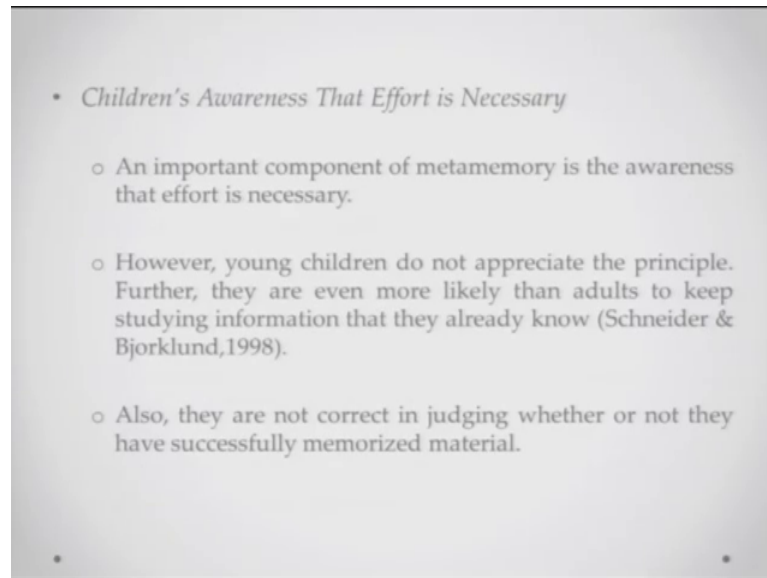 • Children's Awareness That Effort is Necessary
o An important component of metamemory is the awareness
that effort is necessary.
o However, young children do not appreciate the principle.
Further, they are even more likely than adults to keep
studying information that they already know (Schneider &
Bjorklund,1998).
o Also, they are not correct in judging whether or not they
have successfully memorized material.